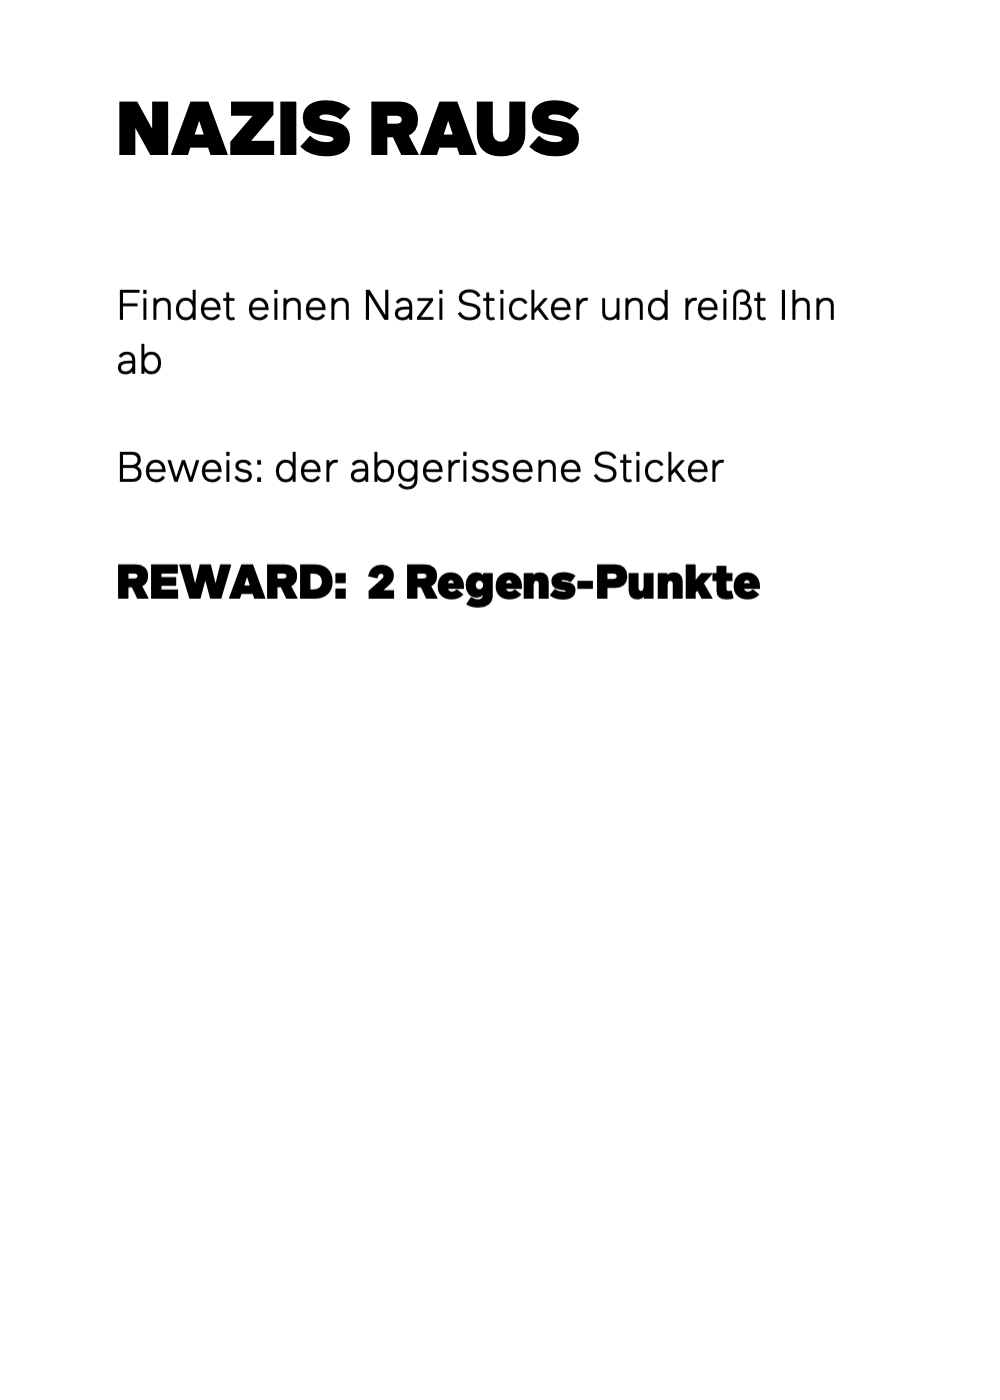 NAZIS RAUS
Findet einen Nazi Sticker und reißt Ihn
ab
Beweis: der abgerissene Sticker
REWARD: 2 Regens-Punkte